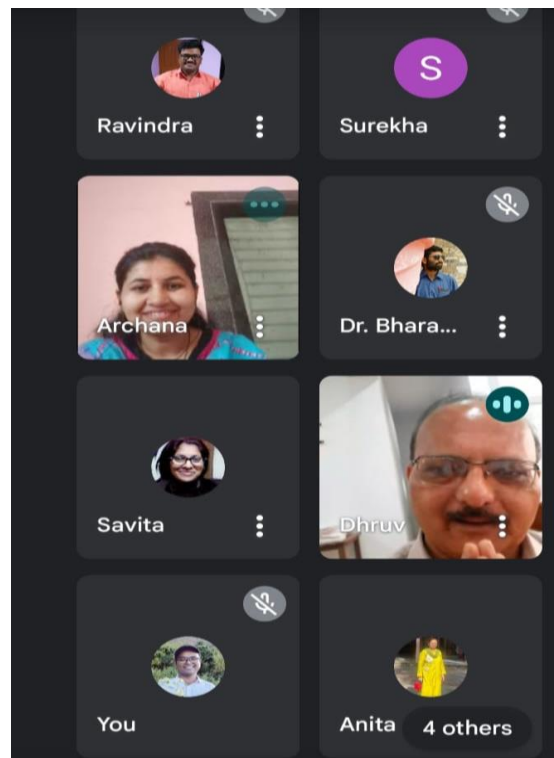 Ravindra
S
Surekha
Archana
Dr. Bhara...
Savita
Dhruv
You
Anita
4 others